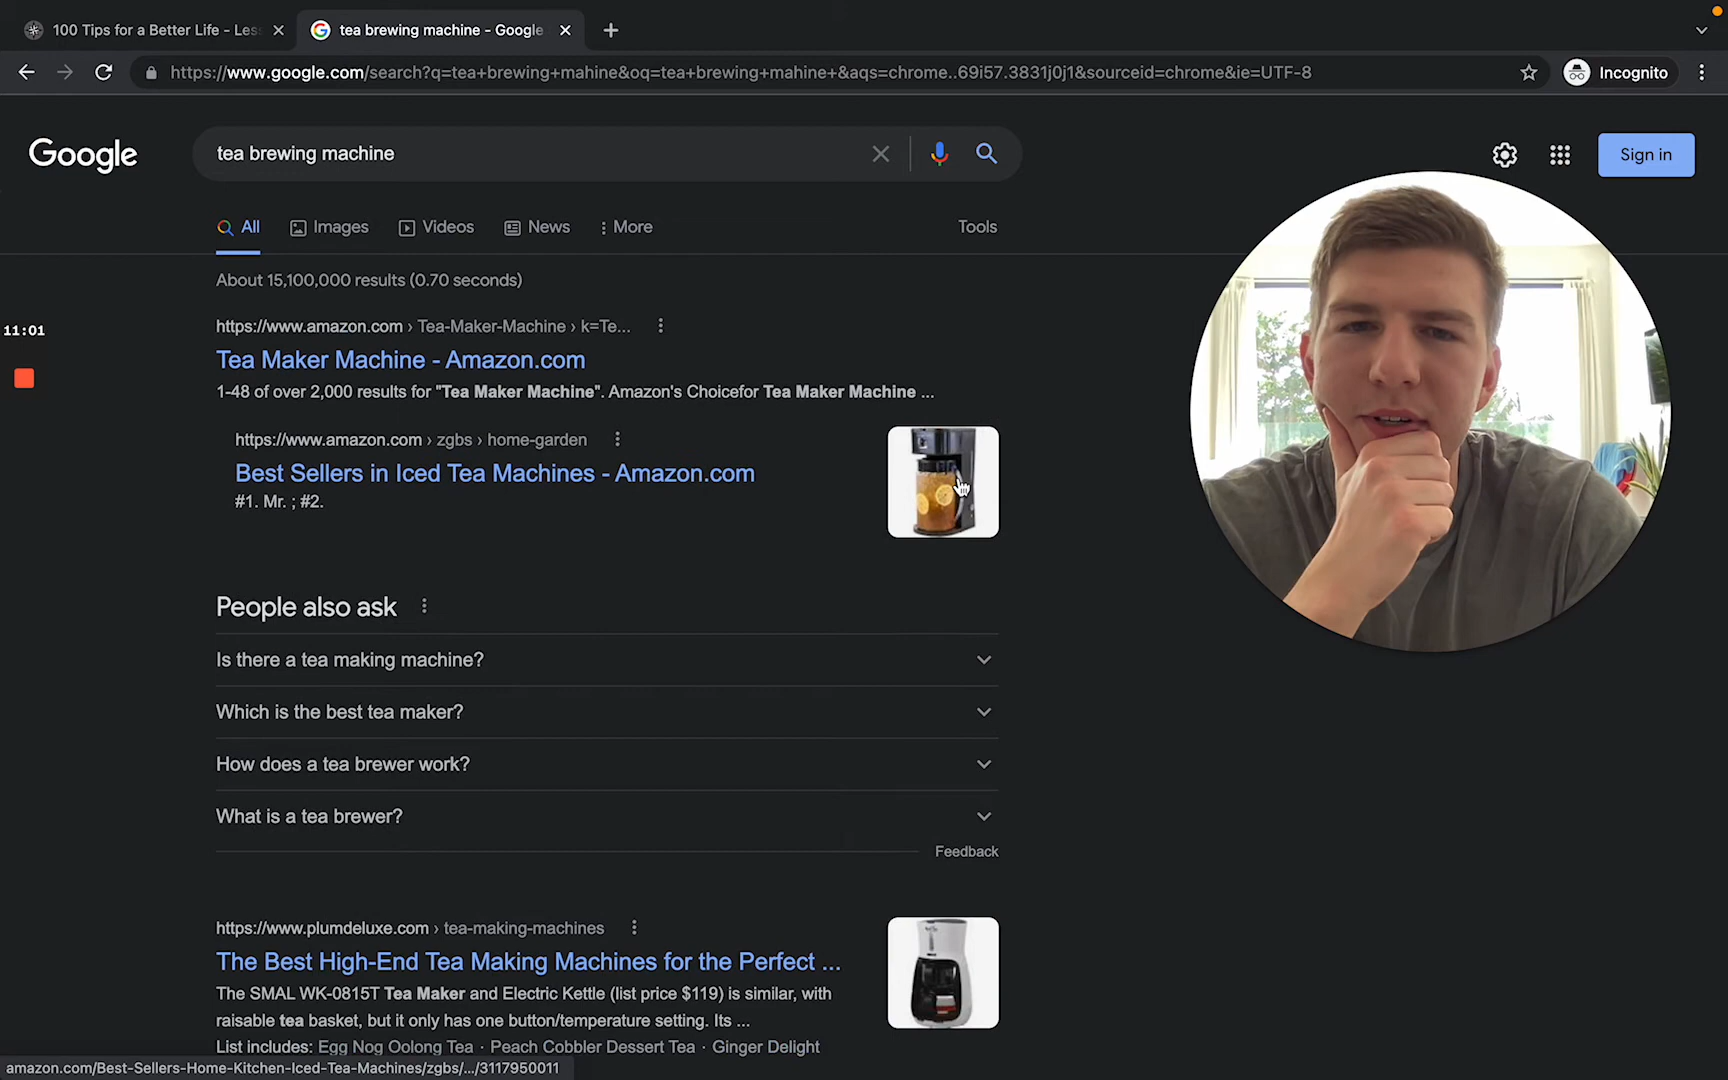 100 Tips for a Better Life - Les
tea brewing machine - Google
https://www.google.com/search?q=tea+brewing+mahine&oq=tea+brewing+mahine+&aqs=chrome..69i57.3831j0j1&sourceid=chrome&ie=UTF-8
Incognito
Google
tea brewing machine
Sign in
All
Images
Videos
News
More
Tools
About 15,100,000 results (0.70 seconds)
https://www.amazon.com › Tea-Maker-Machine › k=Te...
11:01
Tea Maker Machine - Amazon.com
1-48 of over 2,000 results for "Tea Maker Machine". Amazon's Choicefor Tea Maker Machine ...
https://www.amazon.com › zgbs › home-garden
Best Sellers in Iced Tea Machines - Amazon.com
#1. Mr. ; #2.
People also ask
Is there a tea making machine?
Which is the best tea maker?
How does a tea brewer work?
What is a tea brewer?
Feedback
https://www.plumdeluxe.com › tea-making-machines
The Best High-End Tea Making Machines for the Perfect ...
The SMAL WK-0815T Tea Maker and Electric Kettle (list price $119) is similar, with
raisable tea basket, but it only has one button/temperature setting. Its ...
List includes: Egg Nog Oolong Tea · Peach Cobbler Dessert Tea · Ginger Delight
amazon.com/Best-Sellers-Home-Kitchen-Iced-Tea-Machines/zgbs/.../3117950011